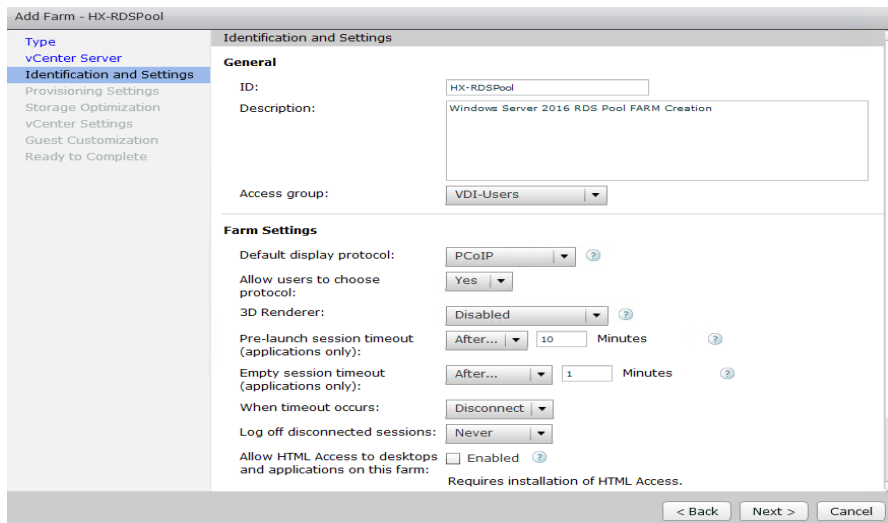 Add Farm - HX-RDSPool
Type
vCenter Server
Identification and Settings
Provisioning Settings
Storage Optimization
vCenter Settings
Guest Customization
Ready to Complete
Identification and Settings
General
ID: HX-RDSPool
Description: Windows Server 2016 RDS Pool FARM Creation
Access group: VDI-Users
Farm Settings
Default display protocol: PCoIP ?
Allow users to choose Yes
protocol:
3D Renderer: Disabled ?
Pre-launch session timeout After... 10 Minutes ?
(applications only):
Empty session timeout After... 1 Minutes ?
(applications only):
When timeout occurs: Disconnect
Log off disconnected sessions: Never
Allow HTML Access to desktops Enabled ?
and applications on this farm:
Requires installation of HTML Access.
< Back Next > Cancel